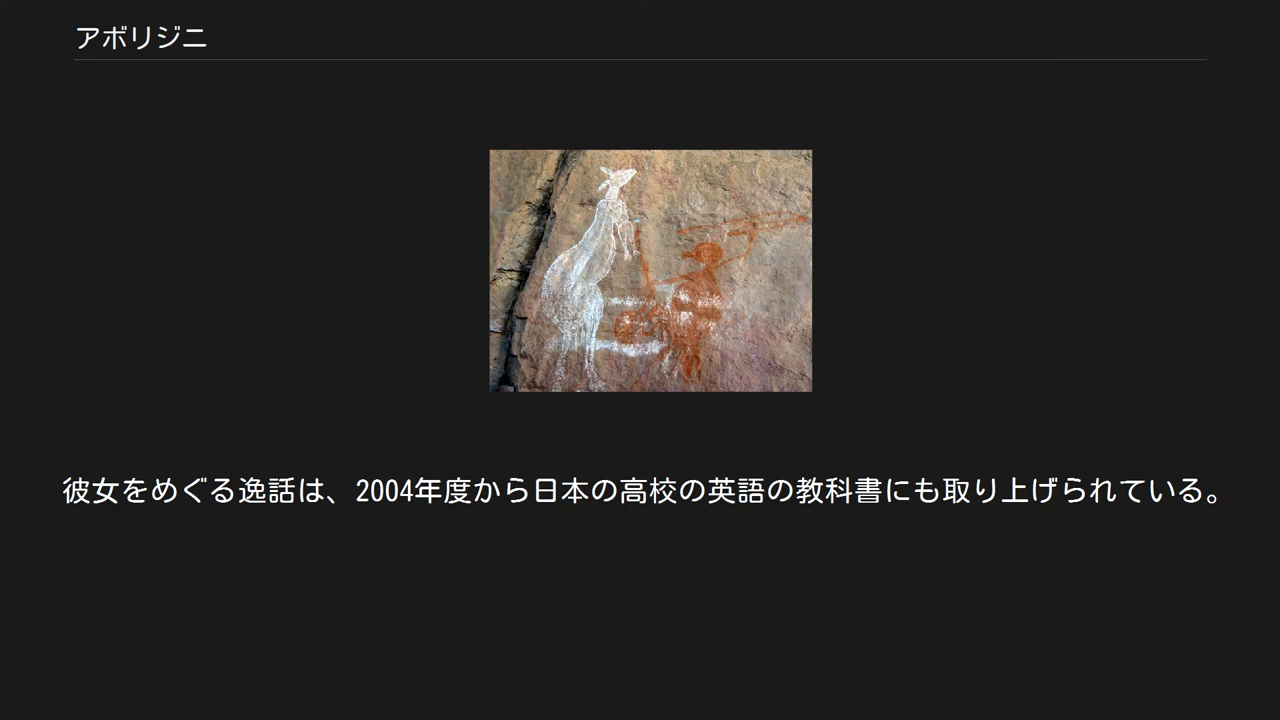 アボリジニ
彼女をめぐる逸話は、2004年度から日本の高校の英語の教科書にも取り上げられている。